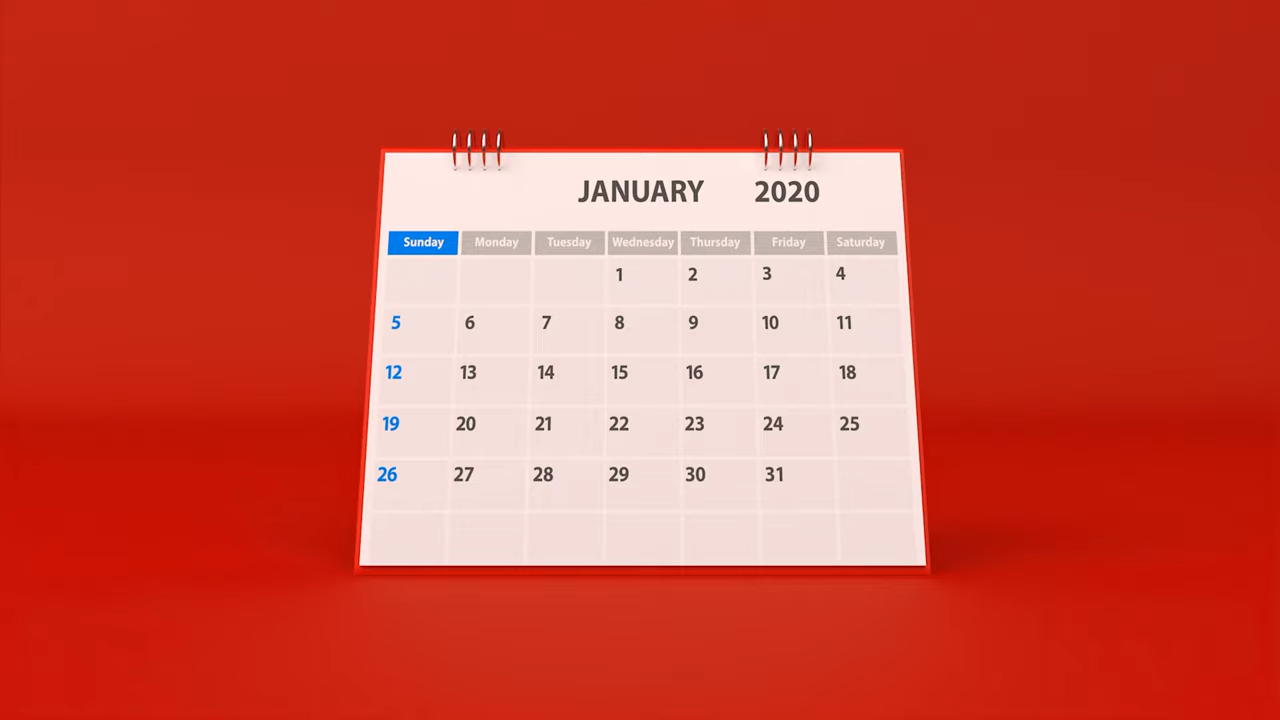 JANUARY 2020
Sunday Monday Tuesday Wednesday Thursday Friday Saturday
1 2 3 4
5 6 7 8 9 10 11
12 13 14 15 16 17 18
19 20 21 22 23 24 25
26 27 28 29 30 31